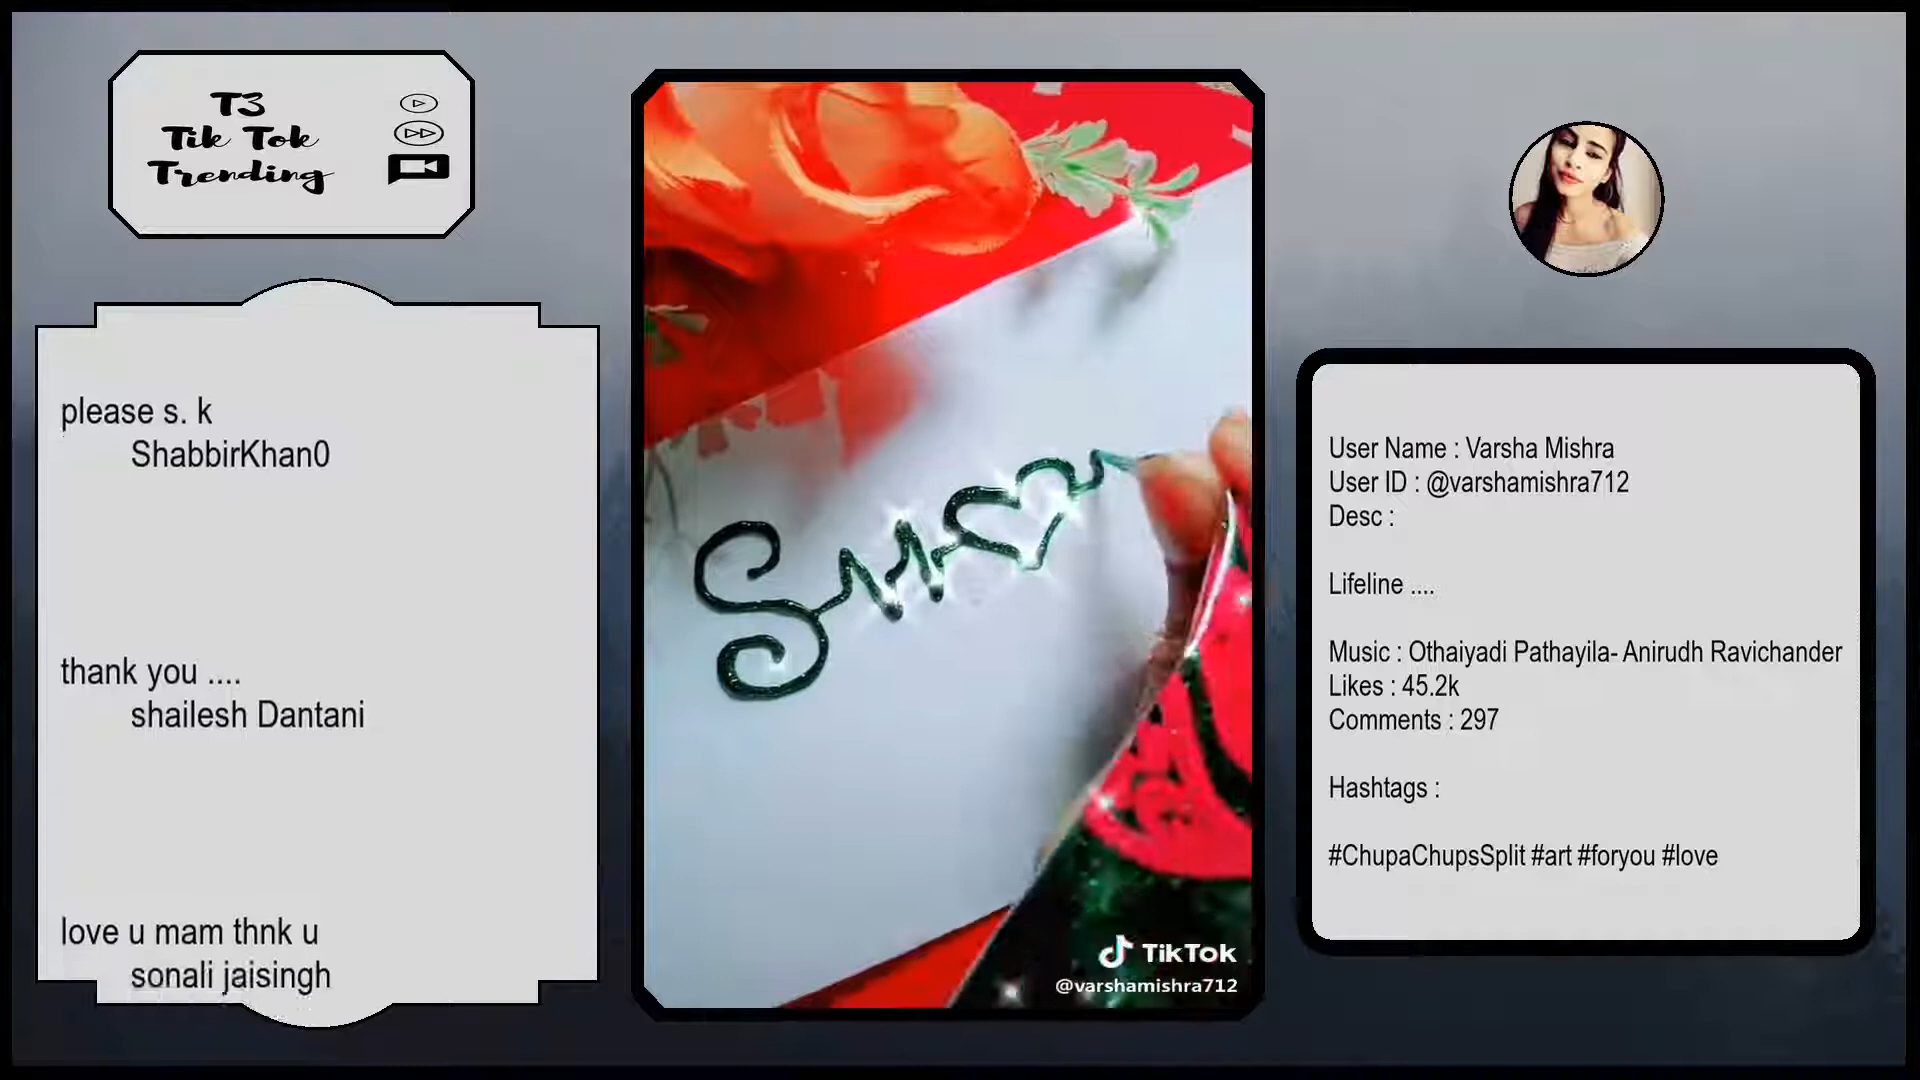 T3
Tik Tok
Trending
please s. k
ShabbirKhan0
thank you ....
shailesh Dantani
love u mam thnk u
sonali jaisingh
TikTok
@varshamishra712
User Name : Varsha Mishra
User ID : @varshamishra712
Desc :
Lifeline ....
Music : Othaiyadi Pathayila- Anirudh Ravichander
Likes : 45.2k
Comments : 297
Hashtags :
#ChupaChupsSplit #art #foryou #love